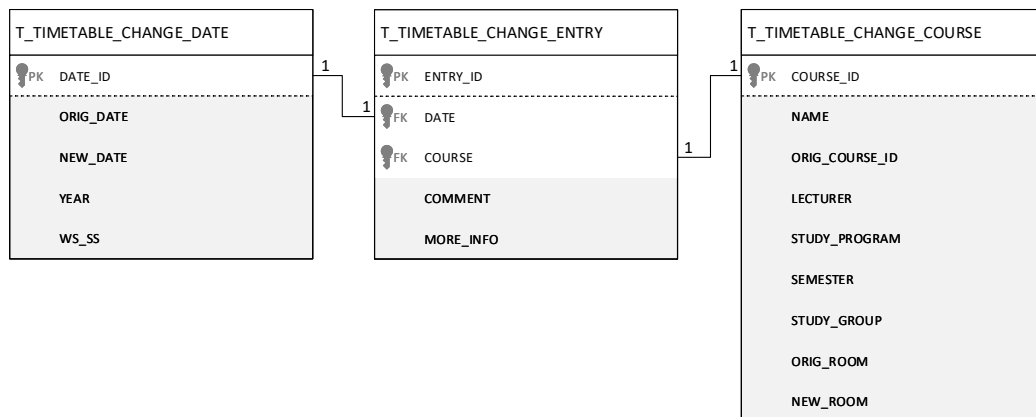 T_TIMETABLE_CHANGE_DATE
PK DATE_ID
ORIG_DATE
NEW_DATE
YEAR
WS_SS
1
1
T_TIMETABLE_CHANGE_ENTRY
PK ENTRY_ID
FK DATE
FK COURSE
COMMENT
MORE_INFO
1
1
T_TIMETABLE_CHANGE_COURSE
PK COURSE_ID
NAME
ORIG_COURSE_ID
LECTURER
STUDY_PROGRAM
SEMESTER
STUDY_GROUP
ORIG_ROOM
NEW_ROOM